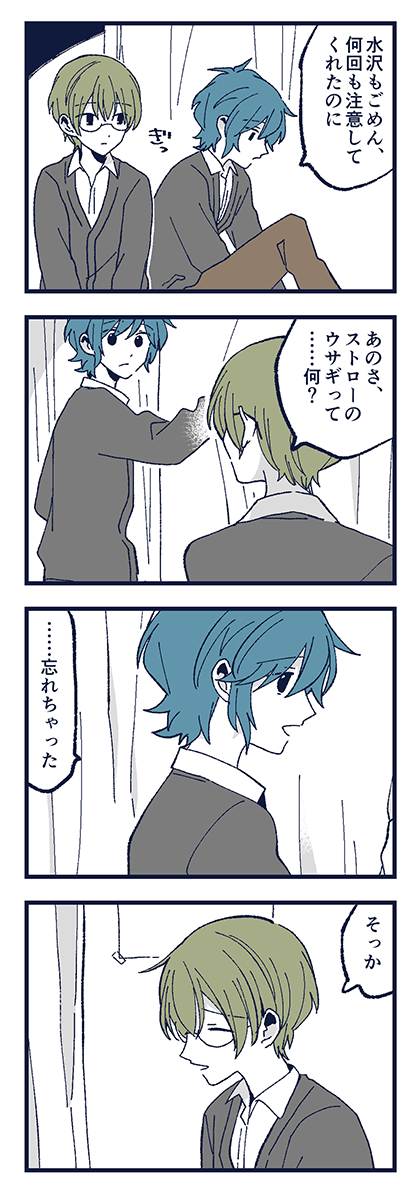 水沢もごめん、
何回も注意して
くれたのに
ぎっ
あのさ、
ストローの
ウサギって
……何？
……忘れちゃった
そっか